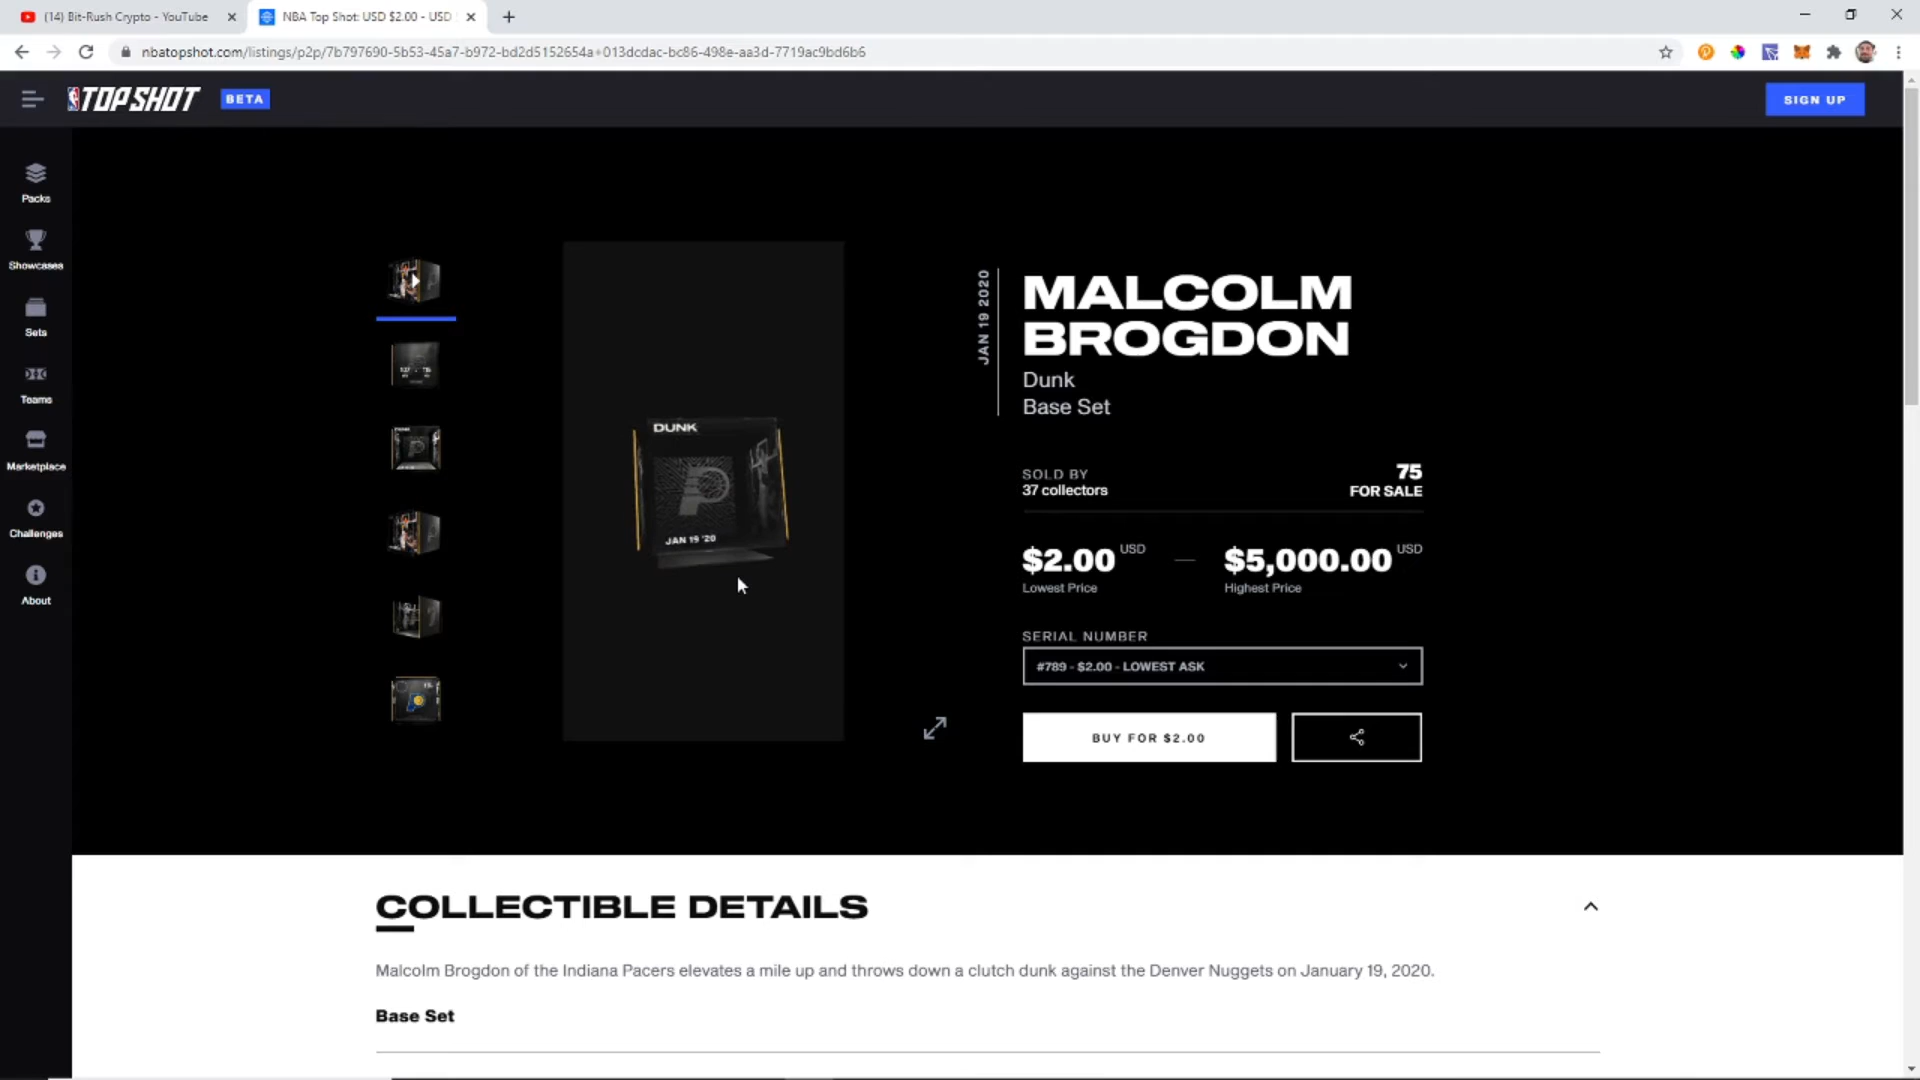 (14) Bit-Rush Crypto - YouTube
NBA Top Shot: USD $2.00 - USD
nbatopshot.com/listings/p2p/7b797690-5b53-45a7-b972-bd2d5152654a+013dcdac-bc86-498e-aa3d-7719ac9bd6b6
TOP SHOT
BETA
SIGN UP
Packs
Showcases
Sets
Teams
Marketplace
Challenges
About
DUNK
JAN 19 '20
JAN 19 2020
MALCOLM
BROGDON
Dunk
Base Set
SOLD BY
37 collectors
75
FOR SALE
$2.00 USD
Lowest Price
—
$5,000.00 USD
Highest Price
SERIAL NUMBER
#789 - $2.00 - LOWEST ASK
BUY FOR $2.00
COLLECTIBLE DETAILS
Malcolm Brogdon of the Indiana Pacers elevates a mile up and throws down a clutch dunk against the Denver Nuggets on January 19, 2020.
Base Set